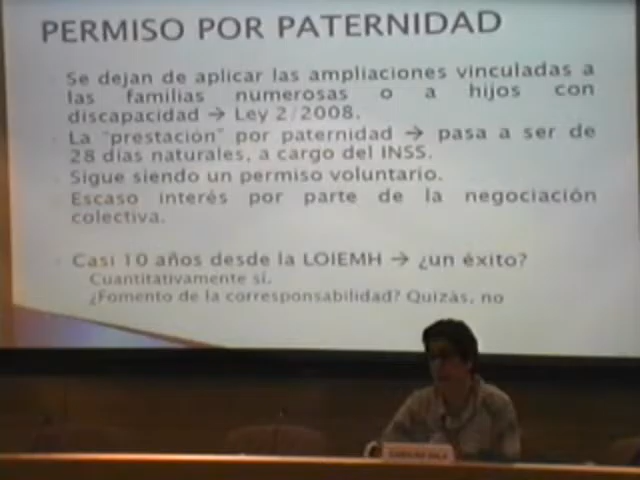 PERMISO POR PATERNIDAD
Se dejan de aplicar las ampliaciones vinculadas a
las familias numerosas o a hijos con
discapacidad → Ley 2/2008.
La "prestación" por paternidad → pasa a ser de
28 días naturales, a cargo del INSS.
Sigue siendo un permiso voluntario.
Escaso interés por parte de la negociación
colectiva.
Casi 10 años desde la LOIEMH → ¿un éxito?
Cuantitativamente sí.
¿Fomento de la corresponsabilidad? Quizás, no